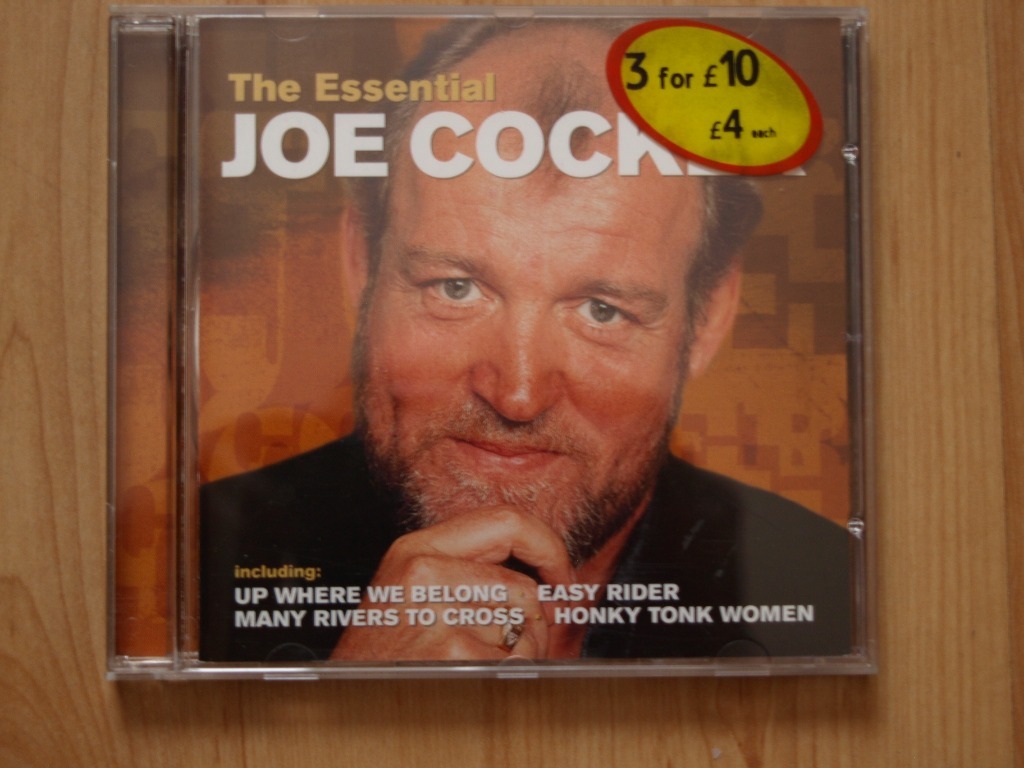 The Essential
JOE COCKER
3 for £10
£4 each
including:
UP WHERE WE BELONG EASY RIDER
MANY RIVERS TO CROSS HONKY TONK WOMEN